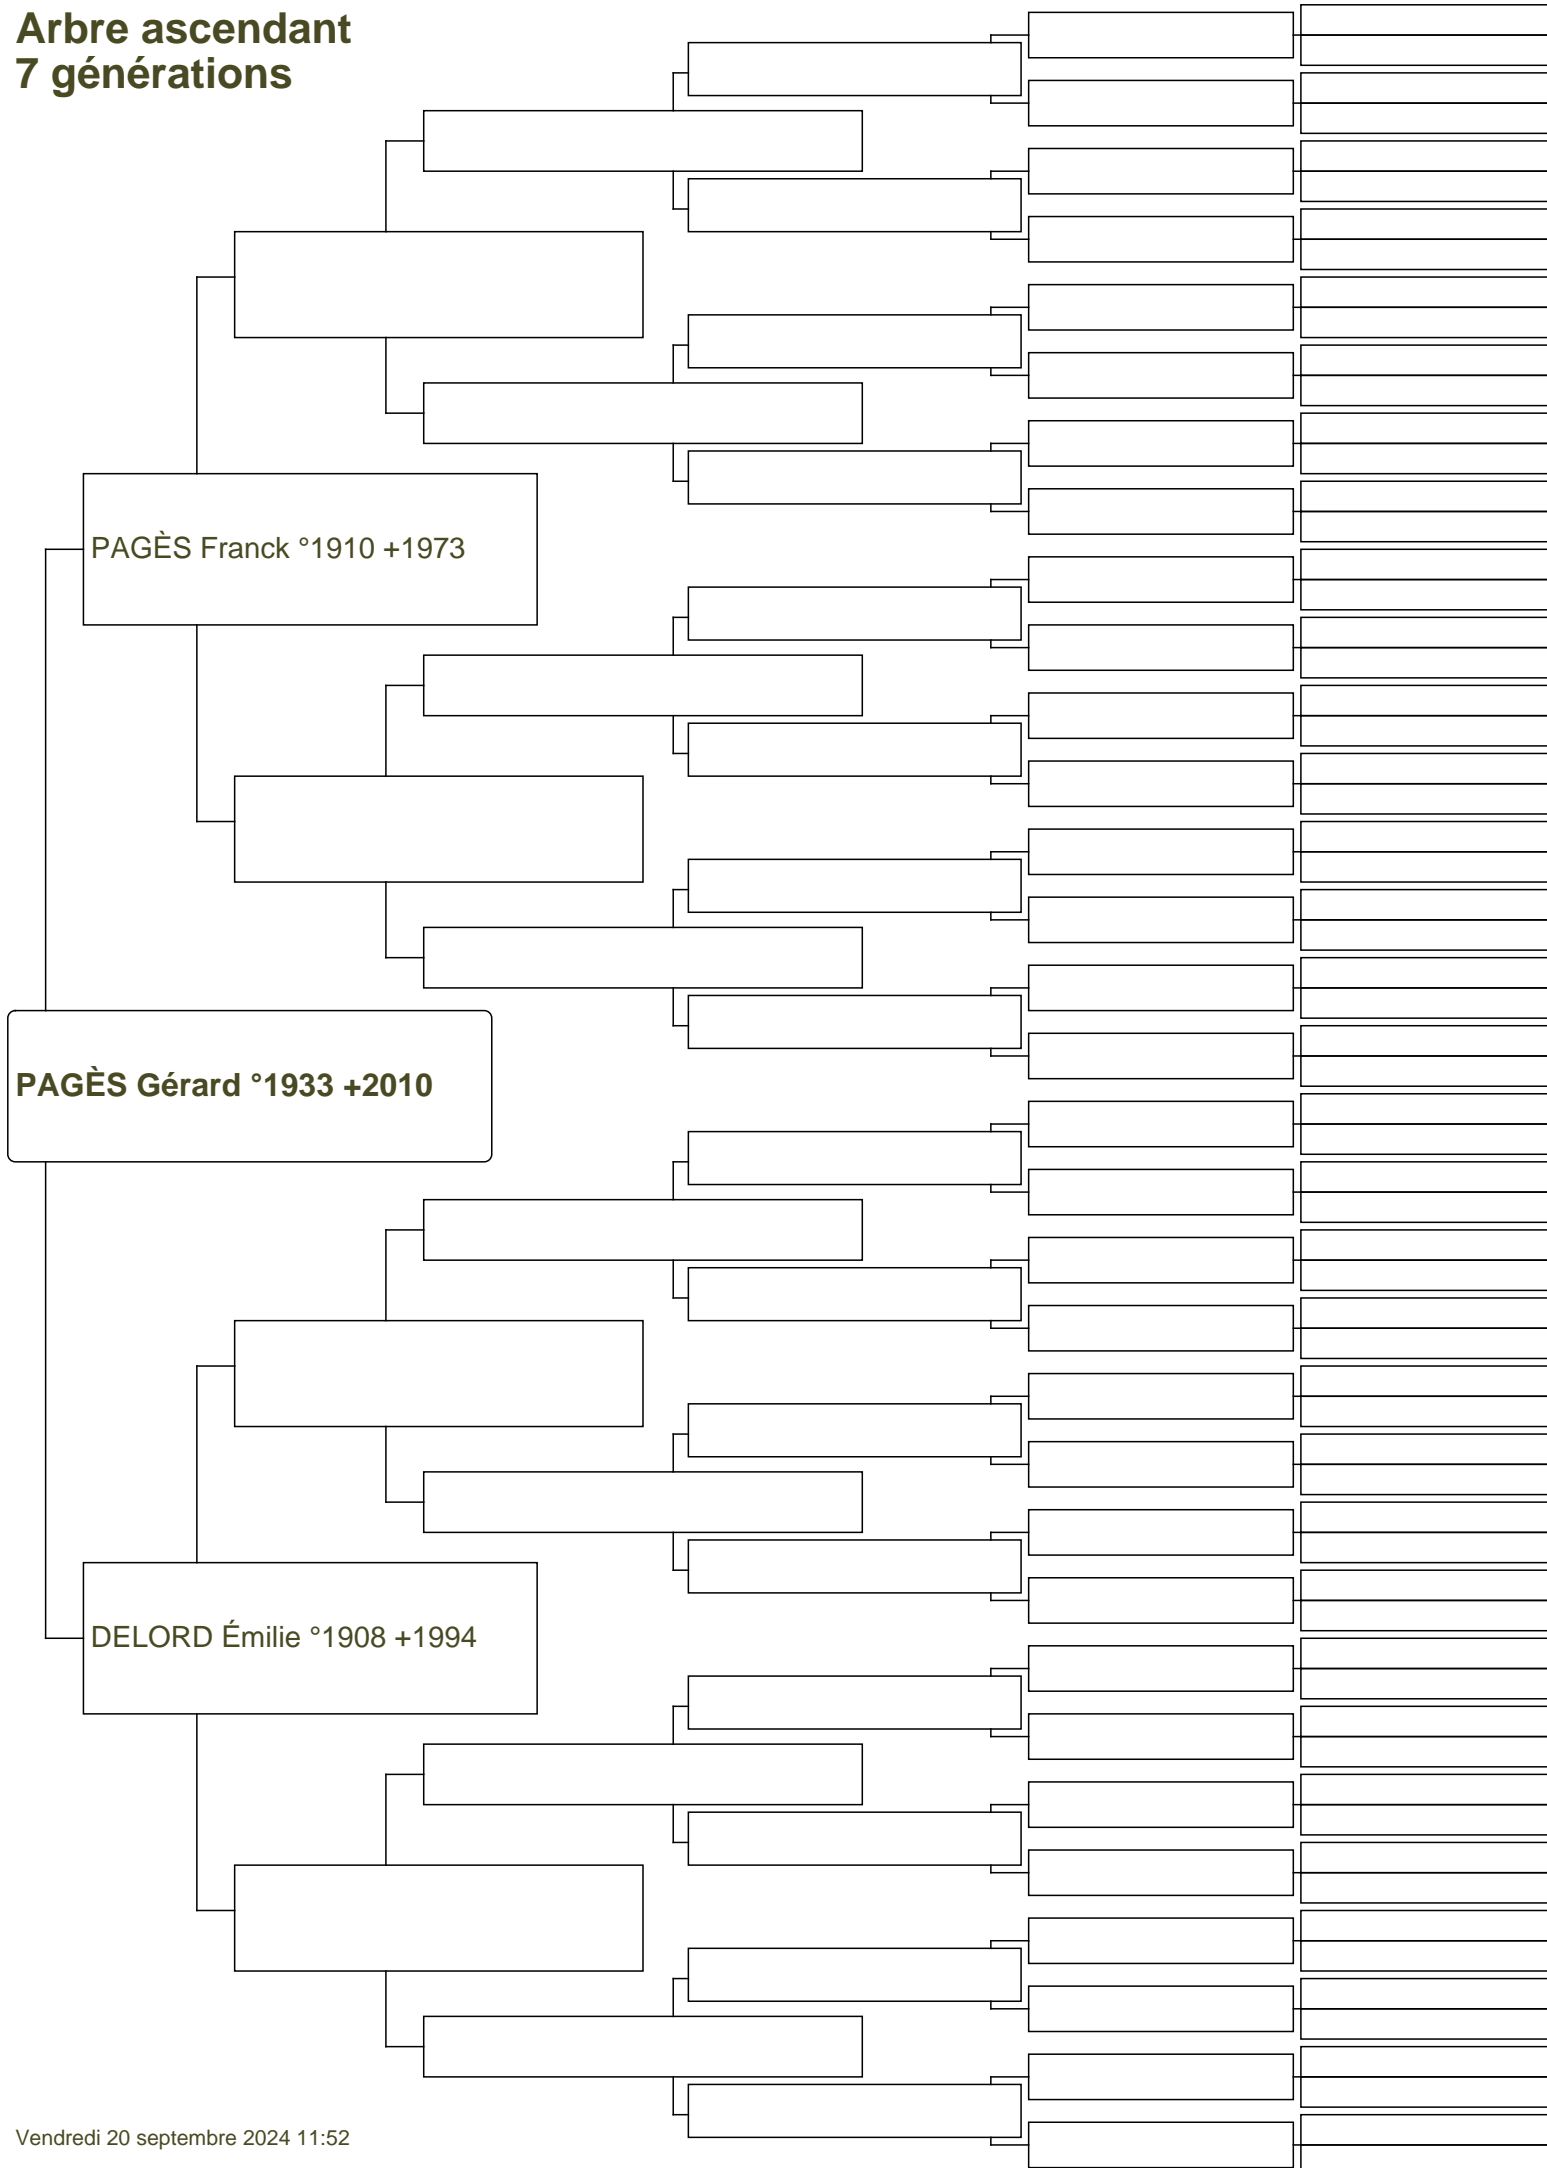 Arbre ascendant
7 générations
PAGÈS Franck °1910 +1973
PAGÈS Gérard °1933 +2010
DELORD Émilie °1908 +1994
Vendredi 20 septembre 2024 11:52